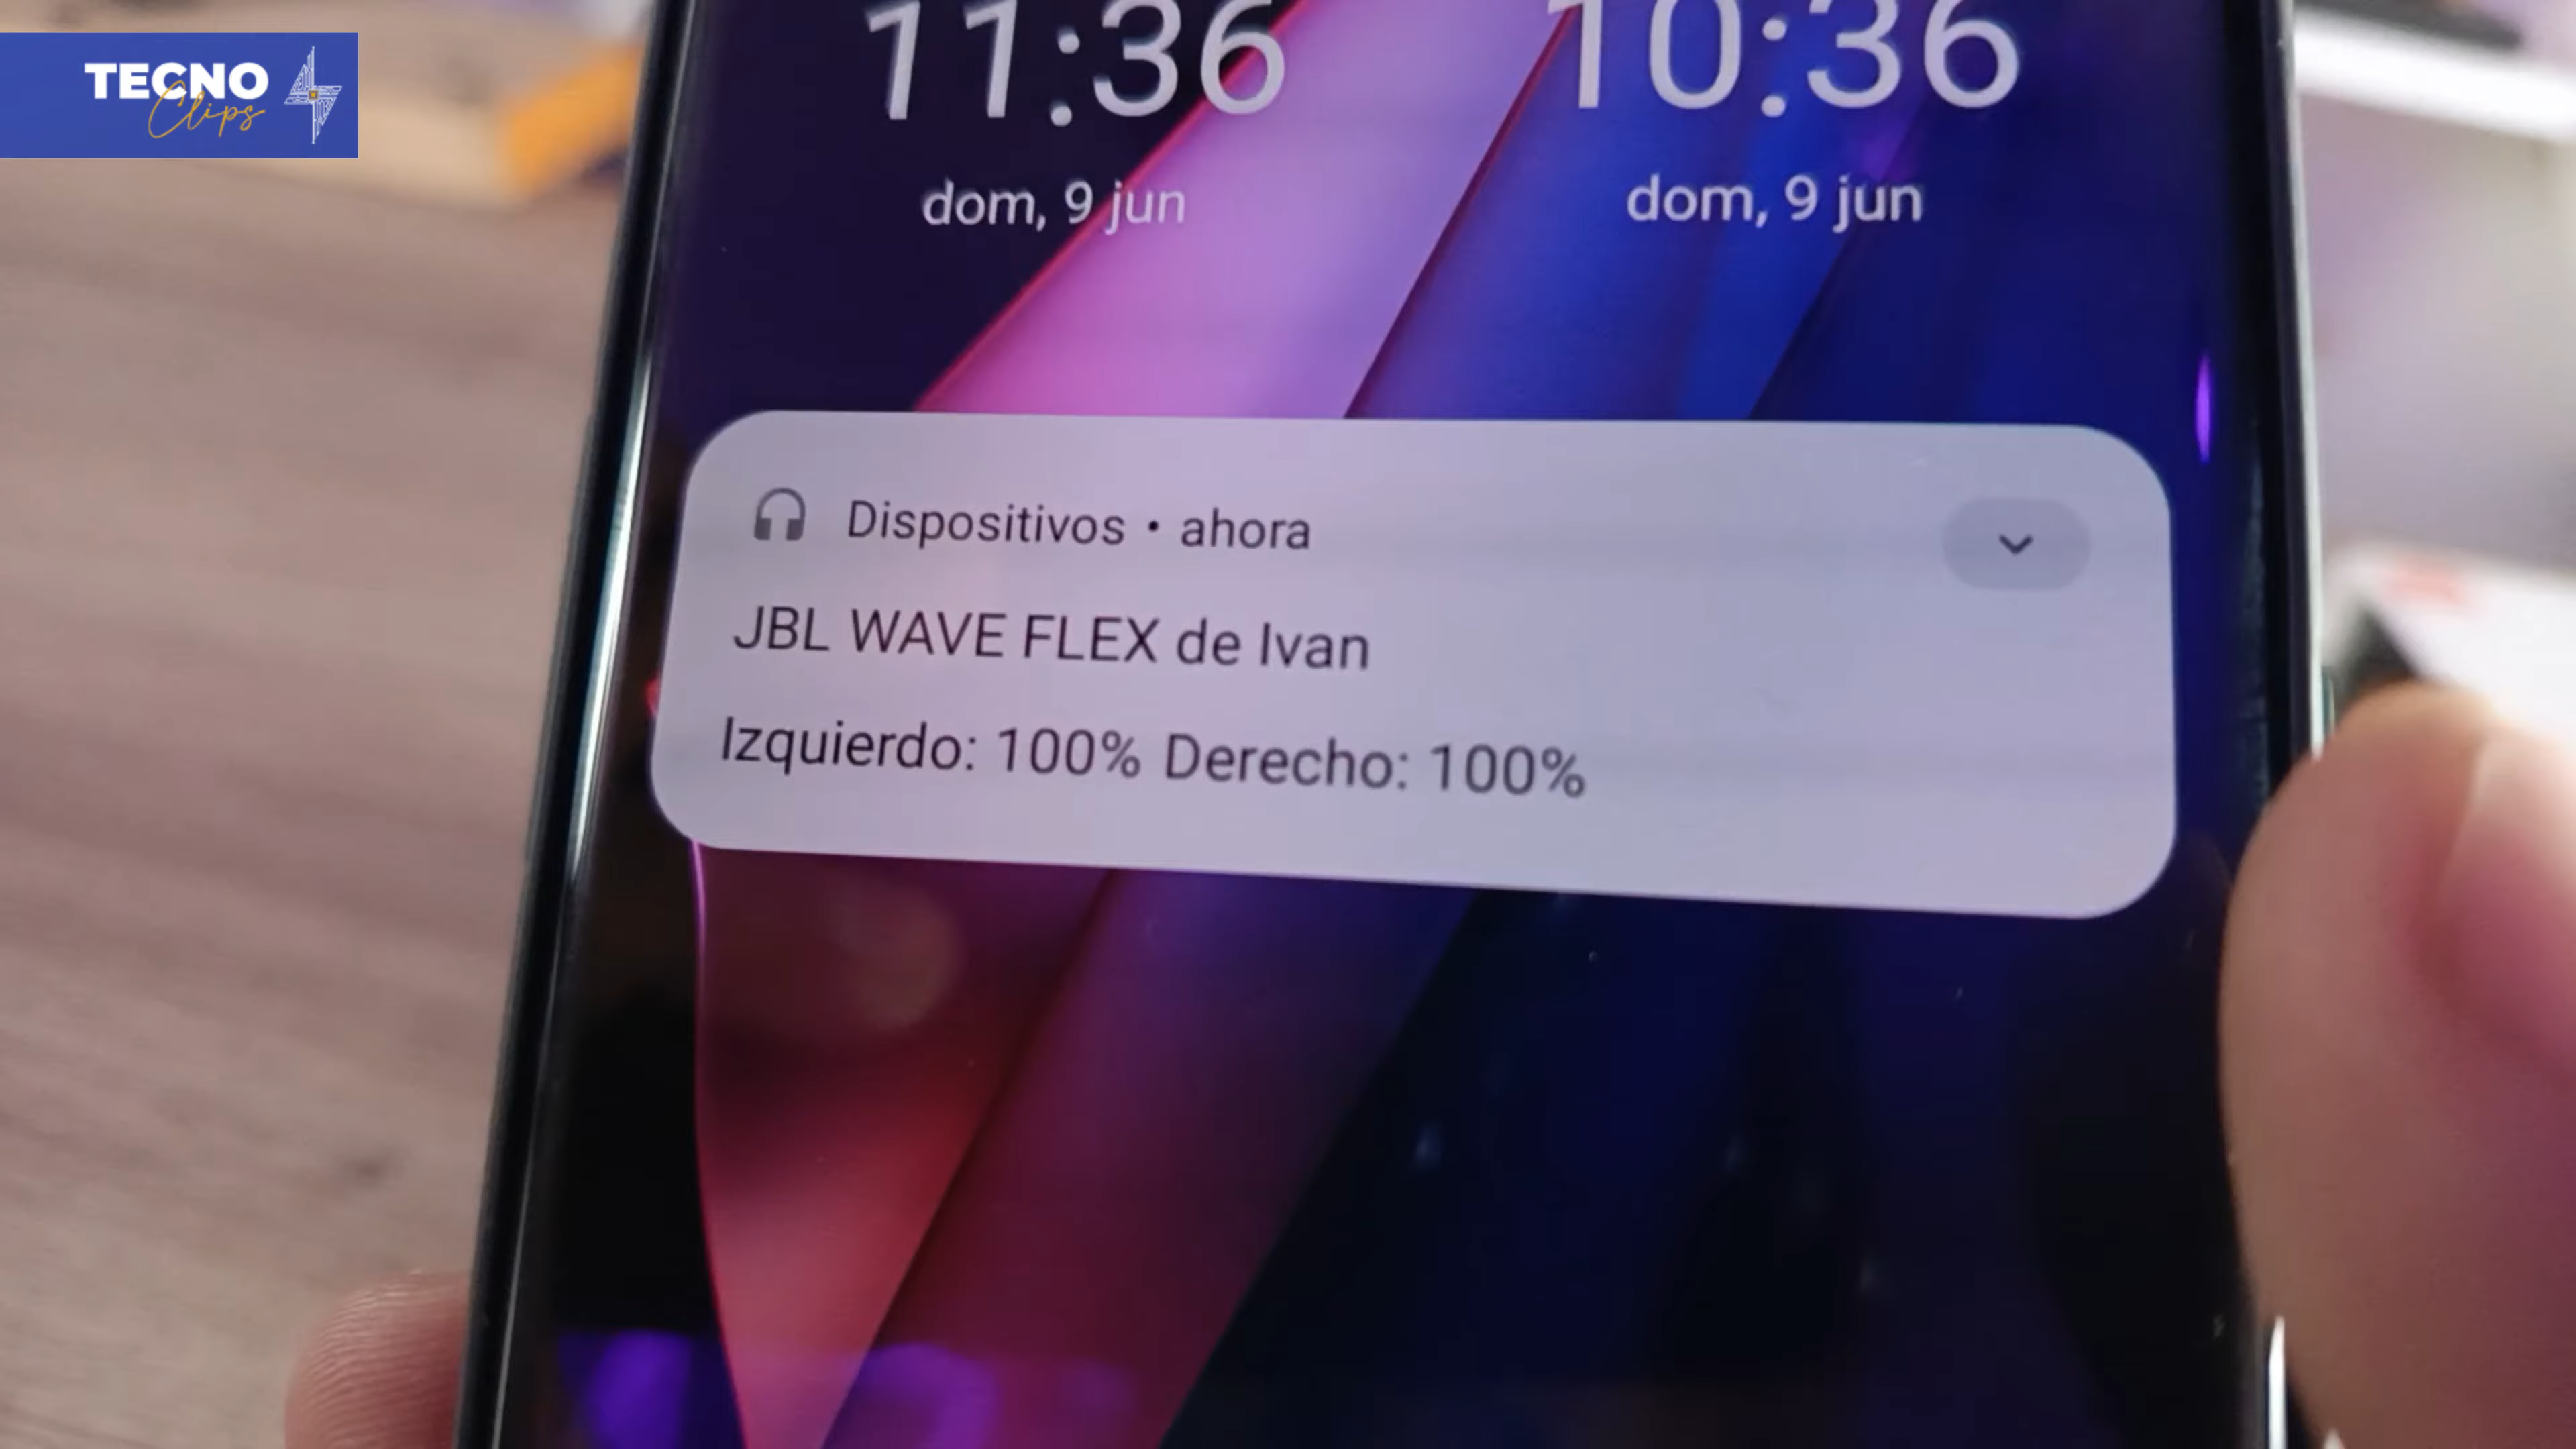 TECNO
Clips
11:36
10:36
dom, 9 jun
dom, 9 jun
Dispositivos • ahora
JBL WAVE FLEX de Ivan
Izquierdo: 100% Derecho: 100%